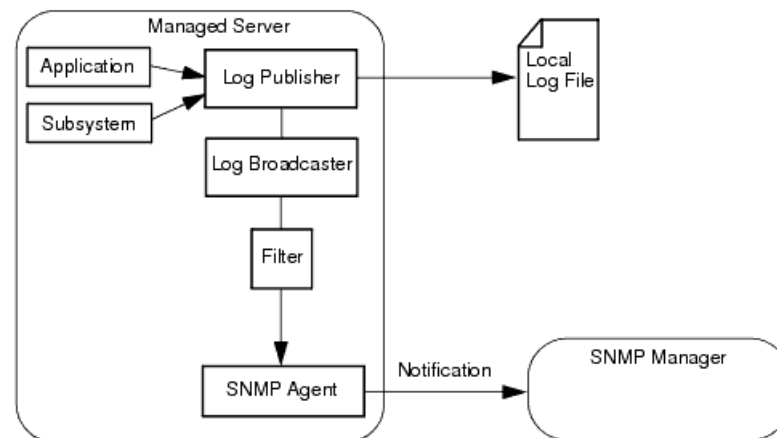 Managed Server
Application
Log Publisher
Local
Log File
Subsystem
Log Broadcaster
Filter
SNMP Agent
Notification
SNMP Manager